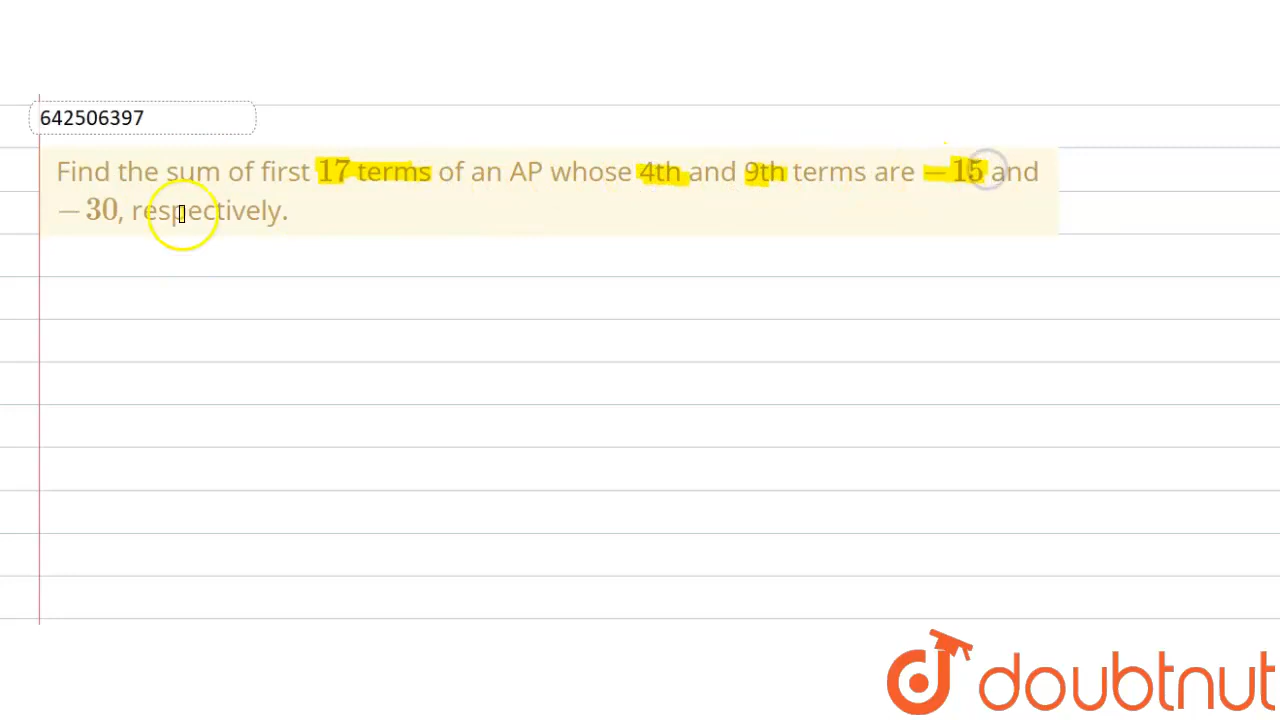 642506397
Find the sum of first 17 terms of an AP whose 4th and 9th terms are −15 and
−30, respectively.
doubtnut